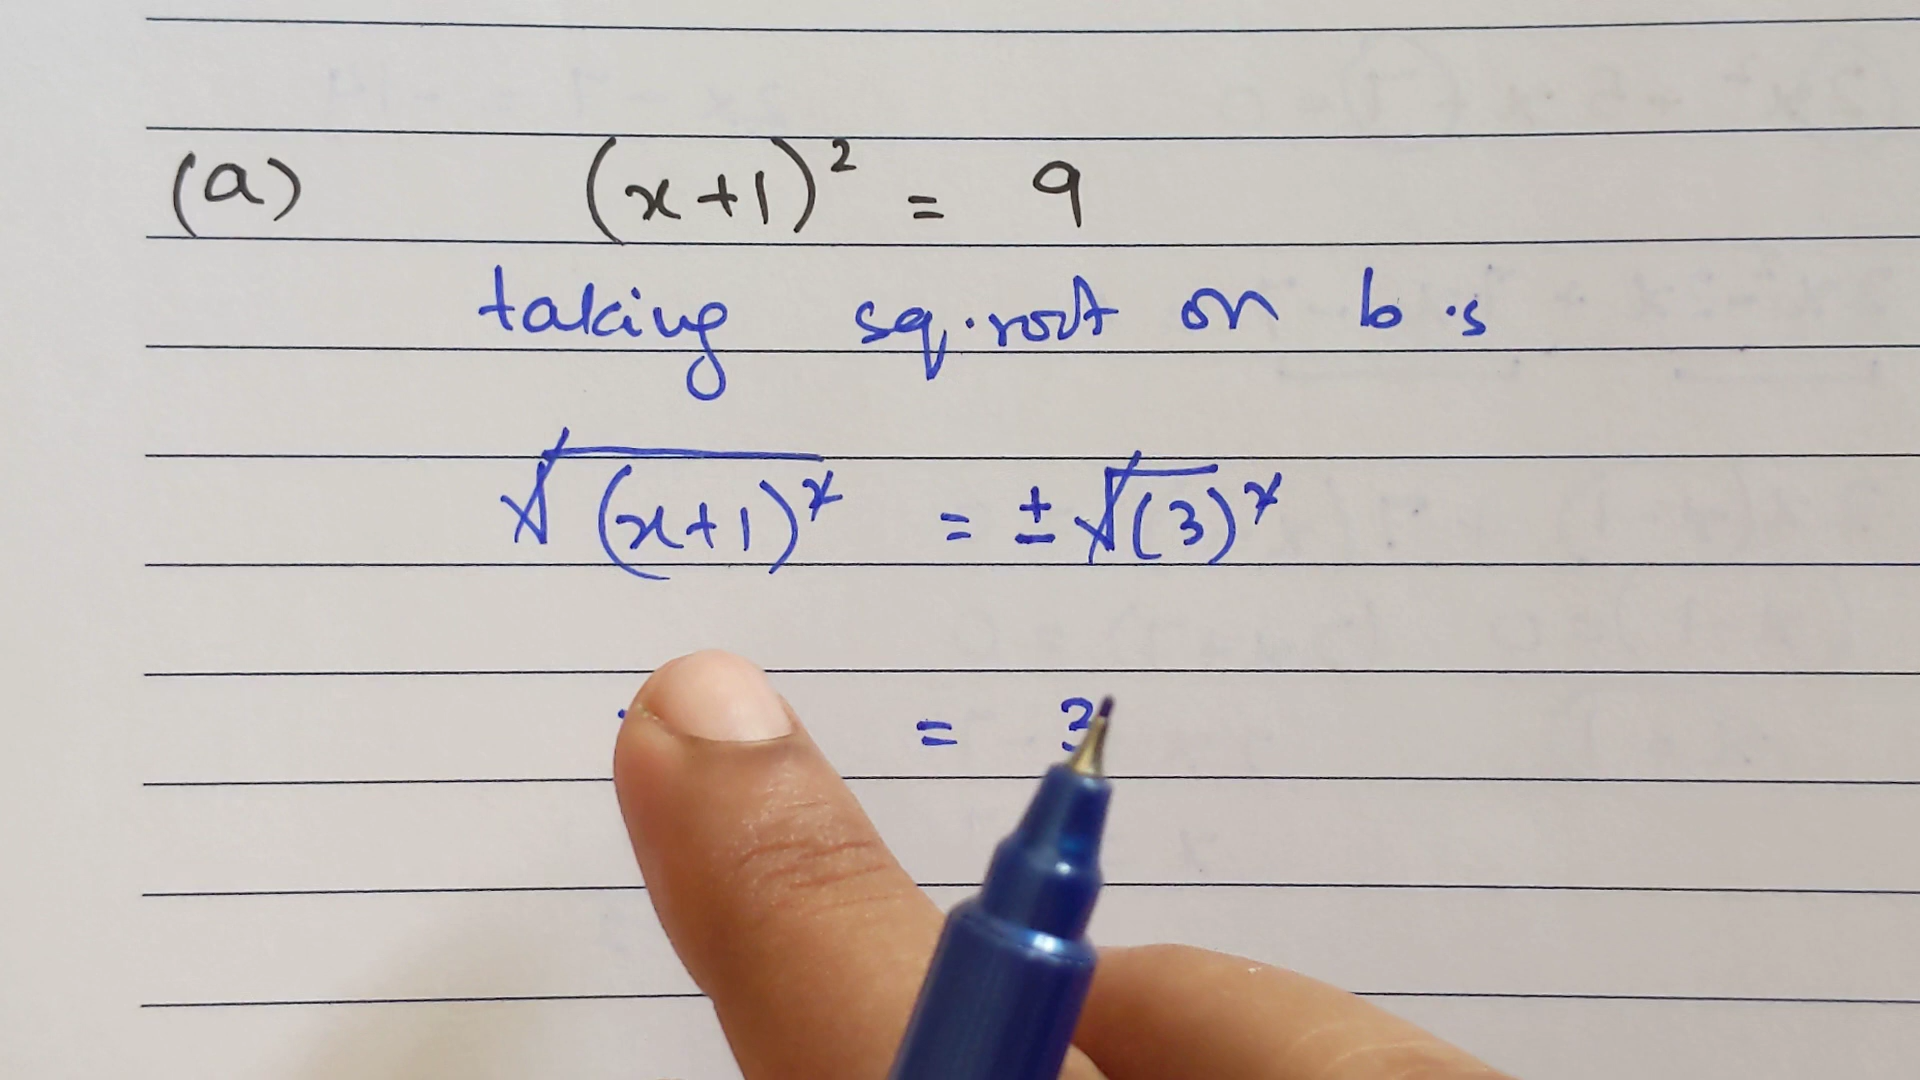 (a) (x+1)² = 9
taking sq.root on b.s
√(x+1)² = ±√(3)²
= 3